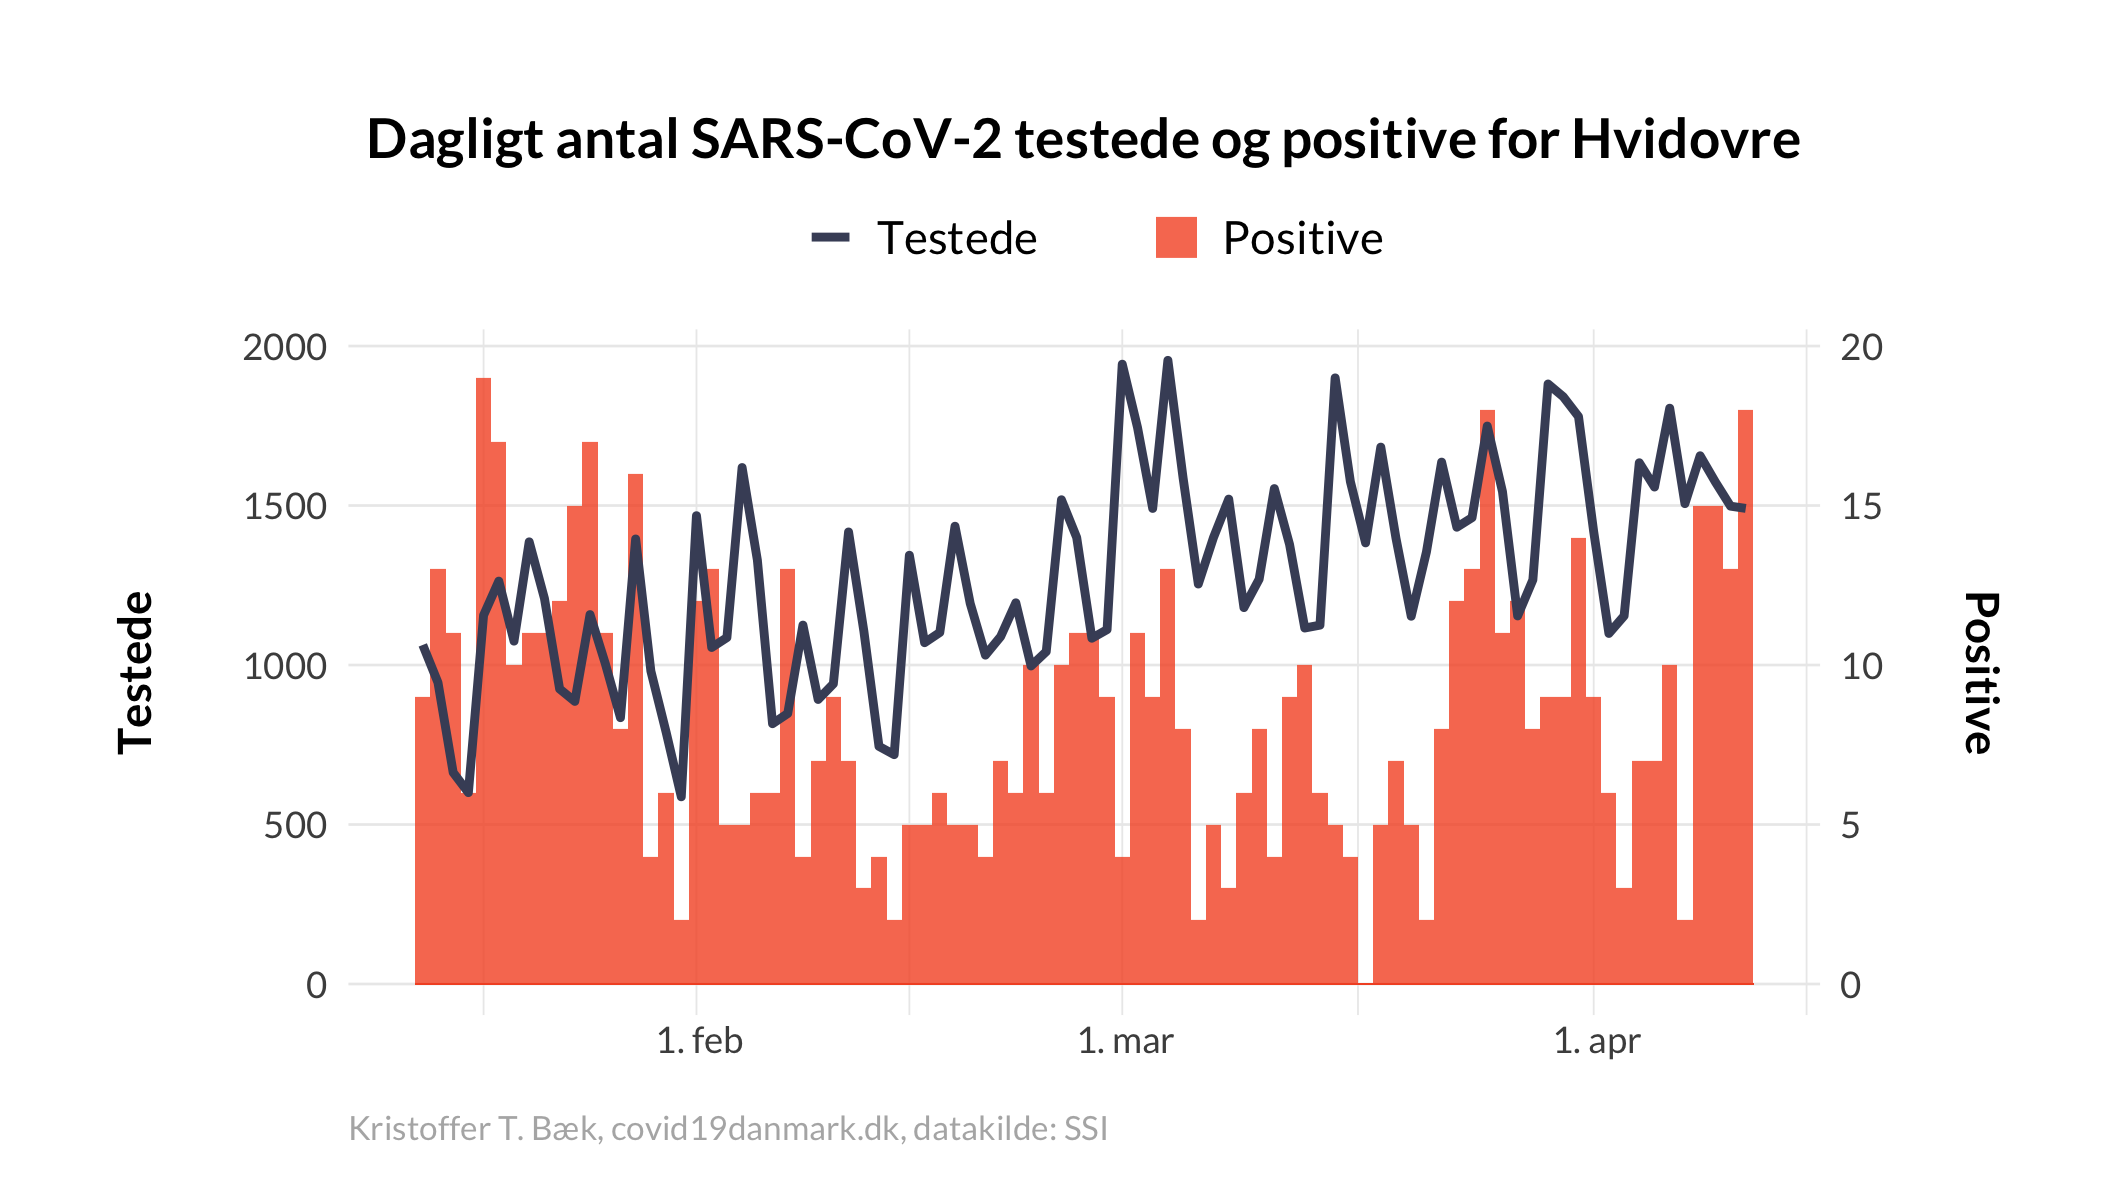 Dagligt antal SARS-CoV-2 testede og positive for Hvidovre
Testede Positive
2000 20
1500 15
1000 10
500 5
0 0
Testede
Positive
1. feb 1. mar 1. apr
Kristoffer T. Bæk, covid19danmark.dk, datakilde: SSI